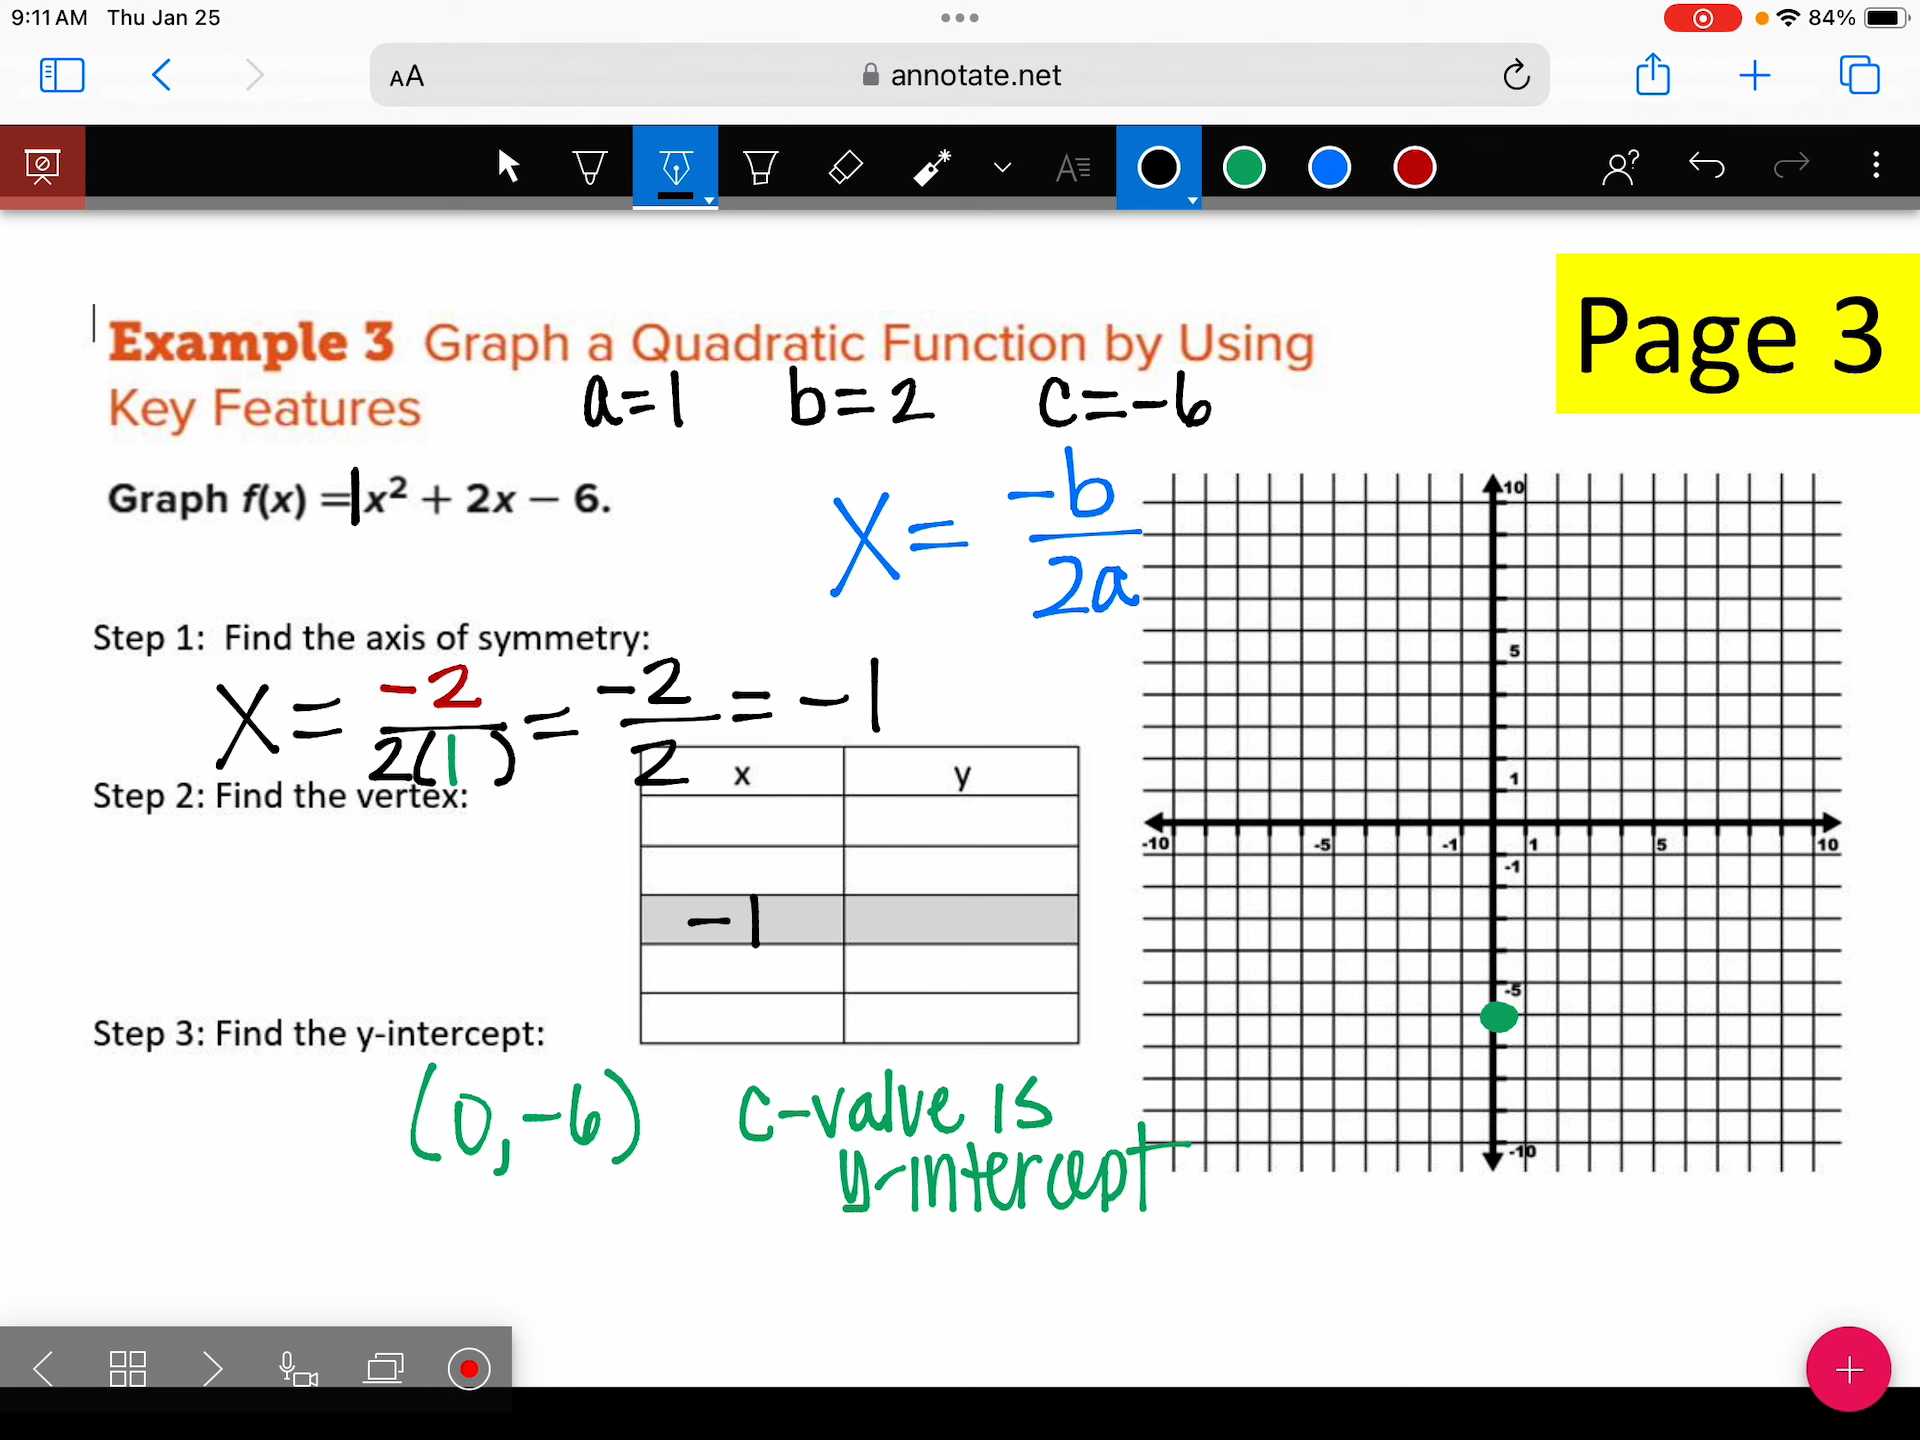 9:11 AM Thu Jan 25
84%
AA
annotate.net
Page 3
Example 3 Graph a Quadratic Function by Using
Key Features
a=1 b=2 c=-6
Graph f(x) =1x² + 2x − 6.
x= -b/2a
Step 1: Find the axis of symmetry:
x= -2/2(1) = -2/2 = -1
Step 2: Find the vertex:
x y
-1
Step 3: Find the y-intercept:
(0,-6)
c-value is
y-intercept
10
5
1
-10 -5 -1 1 5 10
-1
-5
-10